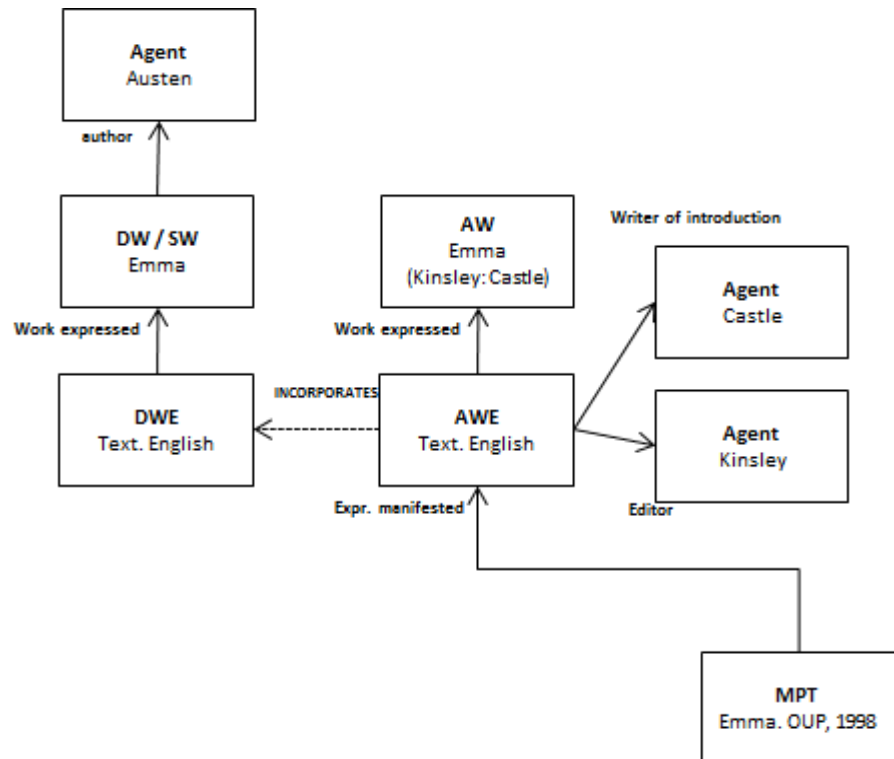 Agent
Austen
author
DW / SW
Emma
AW
Emma
(Kinsley: Castle)
Writer of introduction
Agent
Castle
Work expressed
Work expressed
DWE
Text. English
INCORPORATES
AWE
Text. English
Agent
Kinsley
Expr. manifested
Editor
MPT
Emma. OUP, 1998